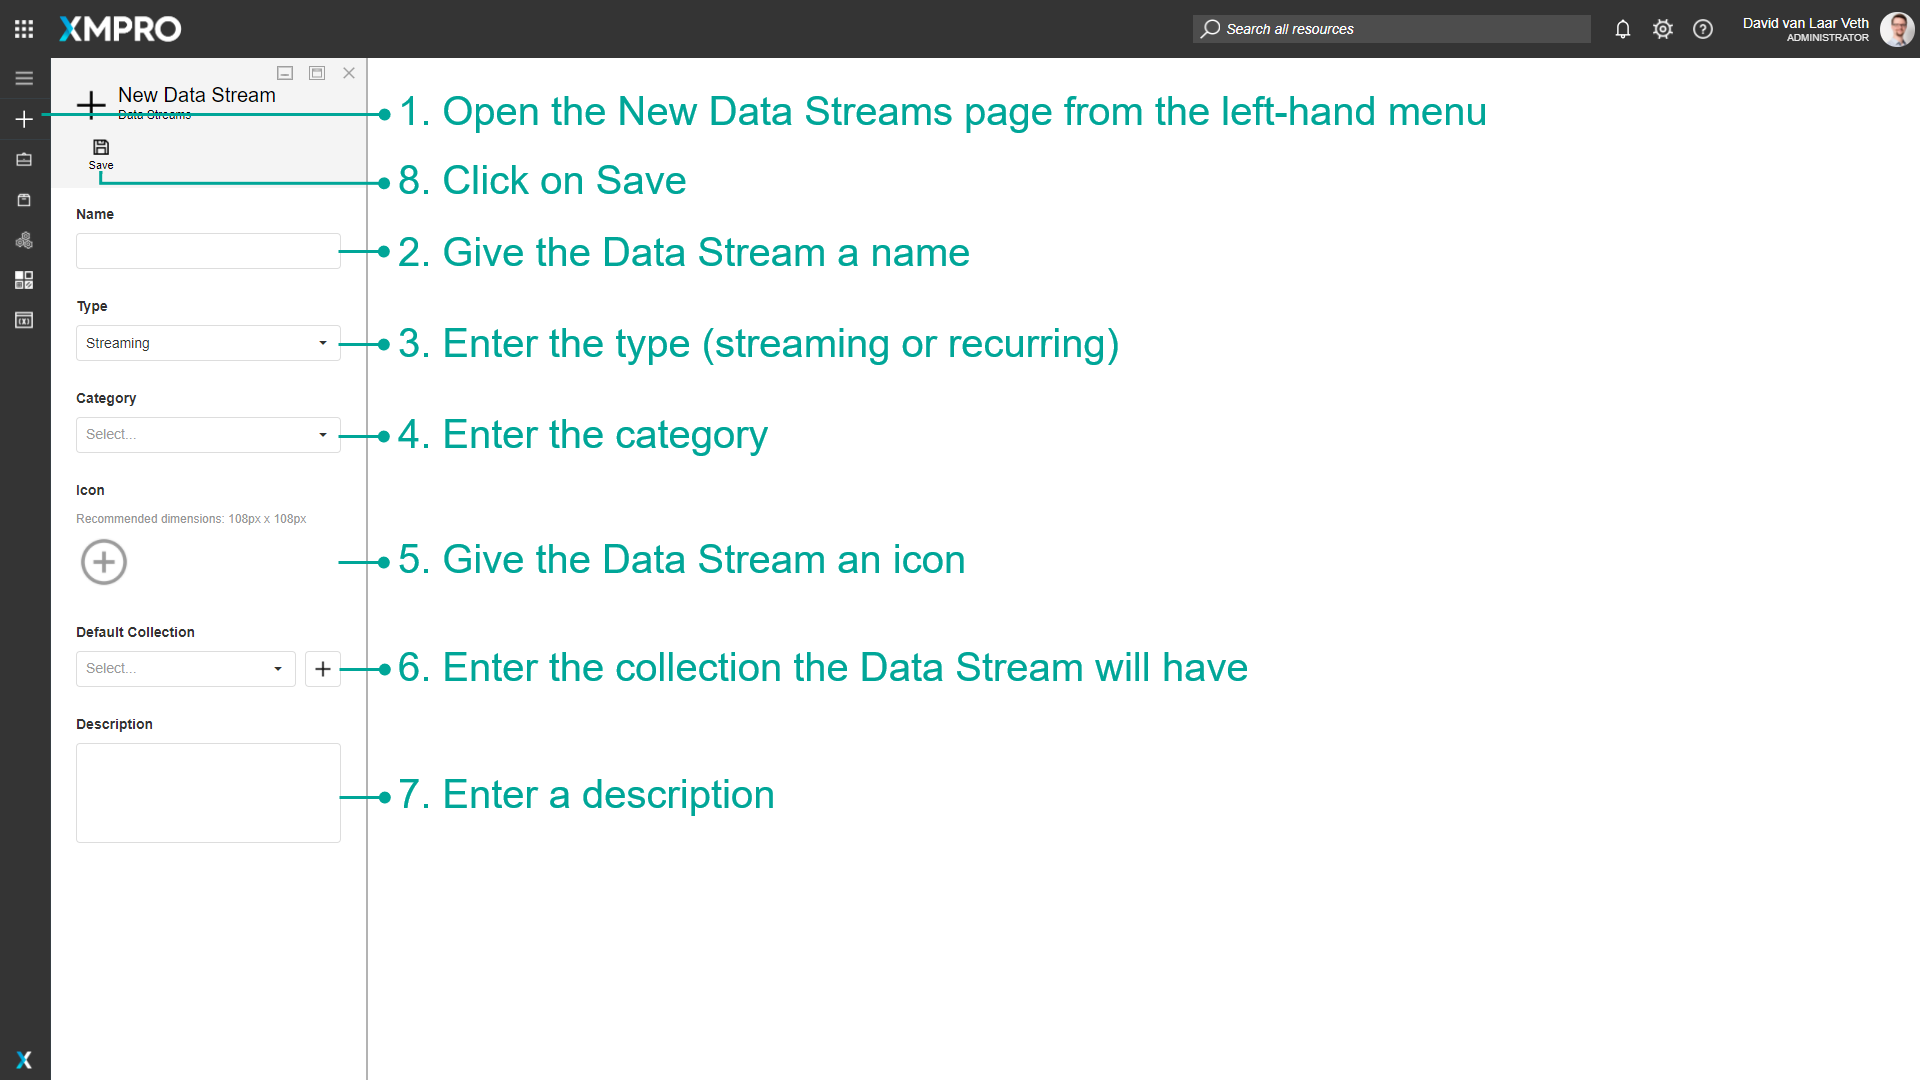 XMPRO
Search all resources
David van Laar Veth
ADMINISTRATOR
New Data Stream
Data Streams
1. Open the New Data Streams page from the left-hand menu
Save
8. Click on Save
Name
2. Give the Data Stream a name
Type
Streaming
3. Enter the type (streaming or recurring)
Category
Select...
4. Enter the category
Icon
Recommended dimensions: 108px x 108px
5. Give the Data Stream an icon
Default Collection
Select...
6. Enter the collection the Data Stream will have
Description
7. Enter a description